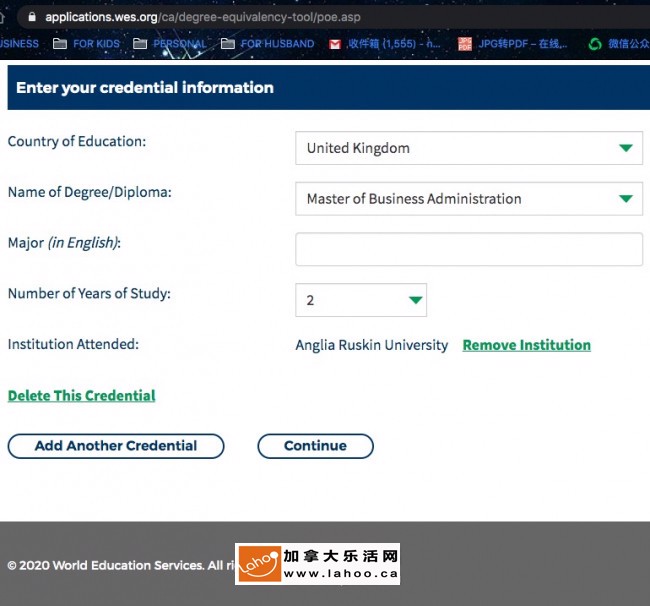 applications.wes.org/ca/degree-equivalency-tool/poe.asp
USINESS FOR KIDS PERSONAL FOR HUSBAND 收件箱 (1,555) - n... JPG转PDF – 在线,... 微信公众
Enter your credential information
Country of Education: United Kingdom
Name of Degree/Diploma: Master of Business Administration
Major (in English):
Number of Years of Study: 2
Institution Attended: Anglia Ruskin University Remove Institution
Delete This Credential
Add Another Credential Continue
© 2020 World Education Services. All
Lahoo 加拿大乐活网
www.lahoo.ca